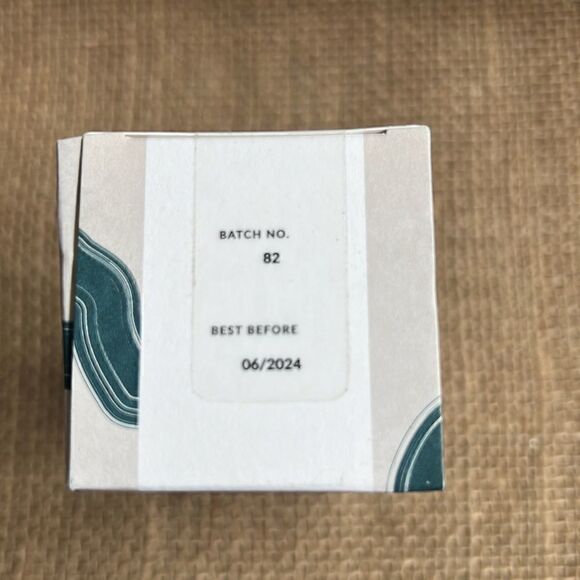 BATCH NO.
82
BEST BEFORE
06/2024